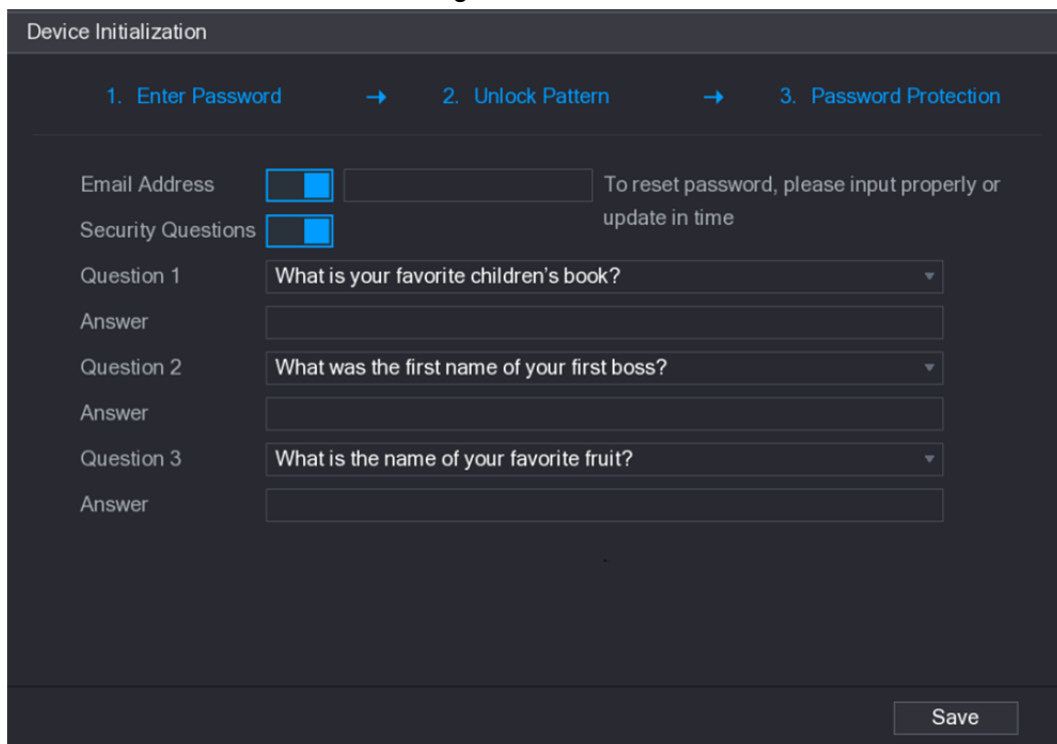 Device Initialization
1. Enter Password → 2. Unlock Pattern → 3. Password Protection
Email Address To reset password, please input properly or
update in time
Security Questions
Question 1 What is your favorite children's book?
Answer
Question 2 What was the first name of your first boss?
Answer
Question 3 What is the name of your favorite fruit?
Answer
Save